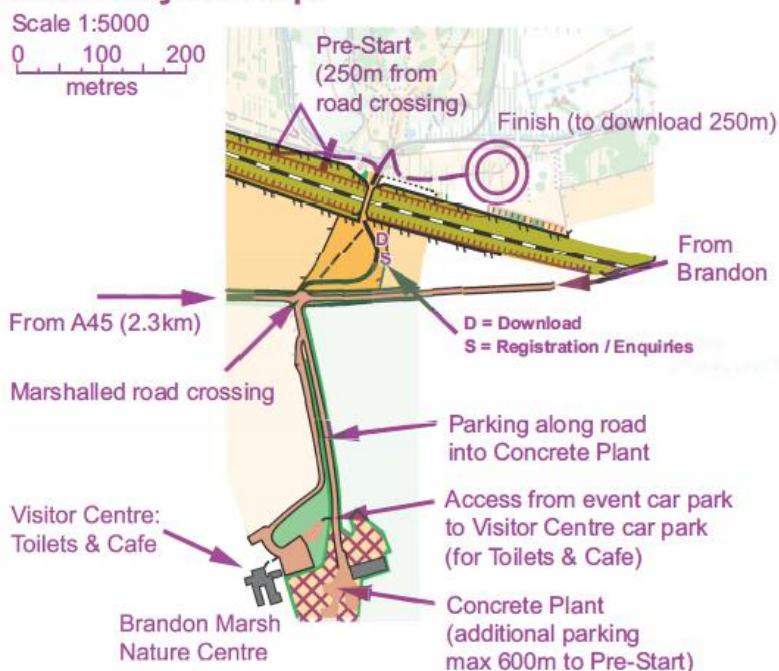 Scale 1:5000
0 100 200
metres
Pre-Start
(250m from
road crossing)
Finish (to download 250m)
D
S
From
Brandon
From A45 (2.3km)
D = Download
S = Registration / Enquiries
Marshalled road crossing
Parking along road
into Concrete Plant
Visitor Centre:
Toilets & Cafe
Access from event car park
to Visitor Centre car park
(for Toilets & Cafe)
Brandon Marsh
Nature Centre
Concrete Plant
(additional parking
max 600m to Pre-Start)